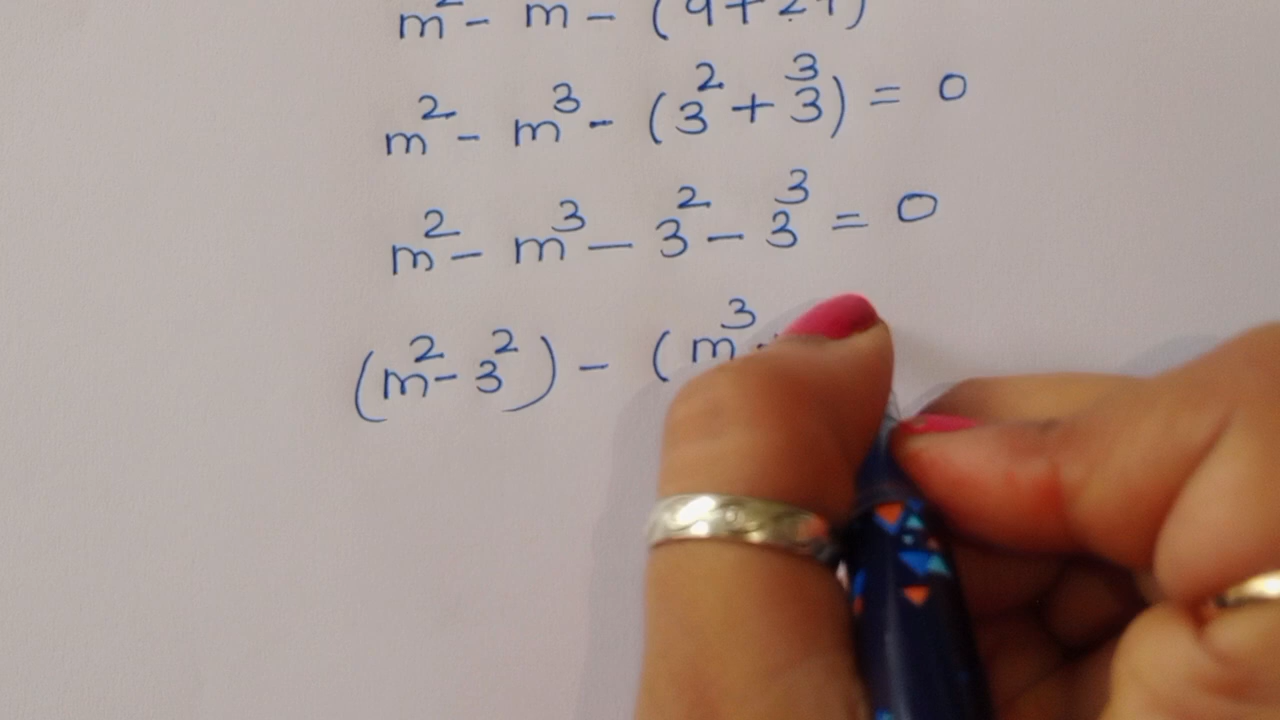 m² - m³ - (3² + 3³) = 0
m² - m³ - 3² - 3³ = 0
(m² - 3²) - (m³